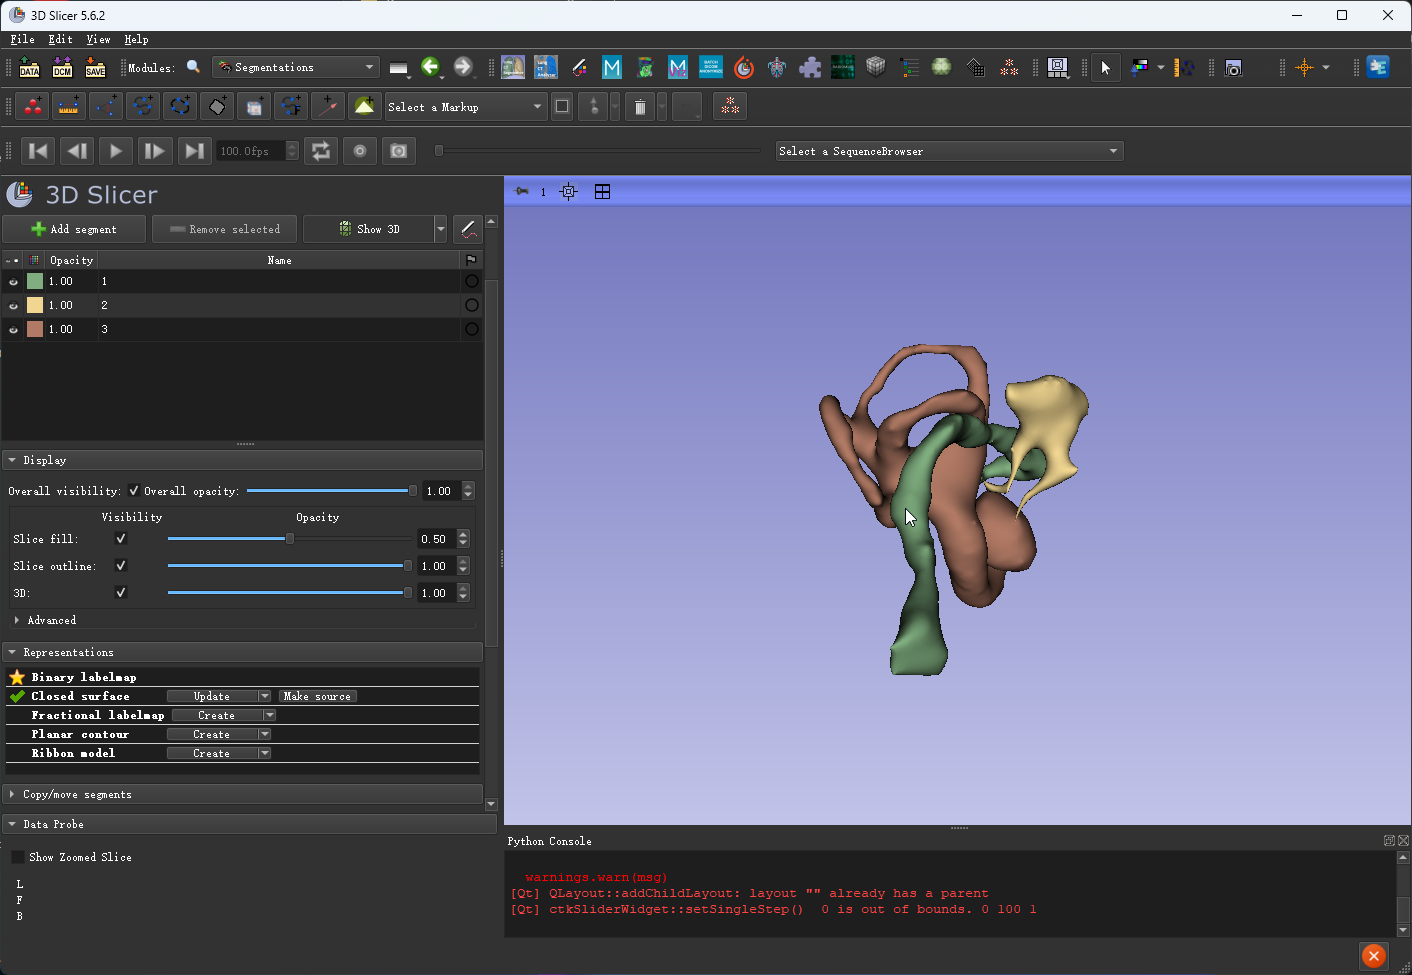 3D Slicer 5.6.2
File Edit View Help
DATA DCM SAVE Modules: Segmentations
Select a Markup
100.0fps Select a SequenceBrowser
3D Slicer
1
Add segment Remove selected Show 3D
Opacity Name
1.00 1
1.00 2
1.00 3
Display
Overall visibility: Overall opacity: 1.00
Visibility Opacity
Slice fill: 0.50
Slice outline: 1.00
3D: 1.00
Advanced
Representations
Binary labelmap
Closed surface Update Make source
Fractional labelmap Create
Planar contour Create
Ribbon model Create
Copy/move segments
Data Probe
Show Zoomed Slice
L
F
B
Python Console
warnings.warn(msg)
[Qt] QLayout::addChildLayout: layout "" already has a parent
[Qt] ctkSliderWidget::setSingleStep() 0 is out of bounds. 0 100 1